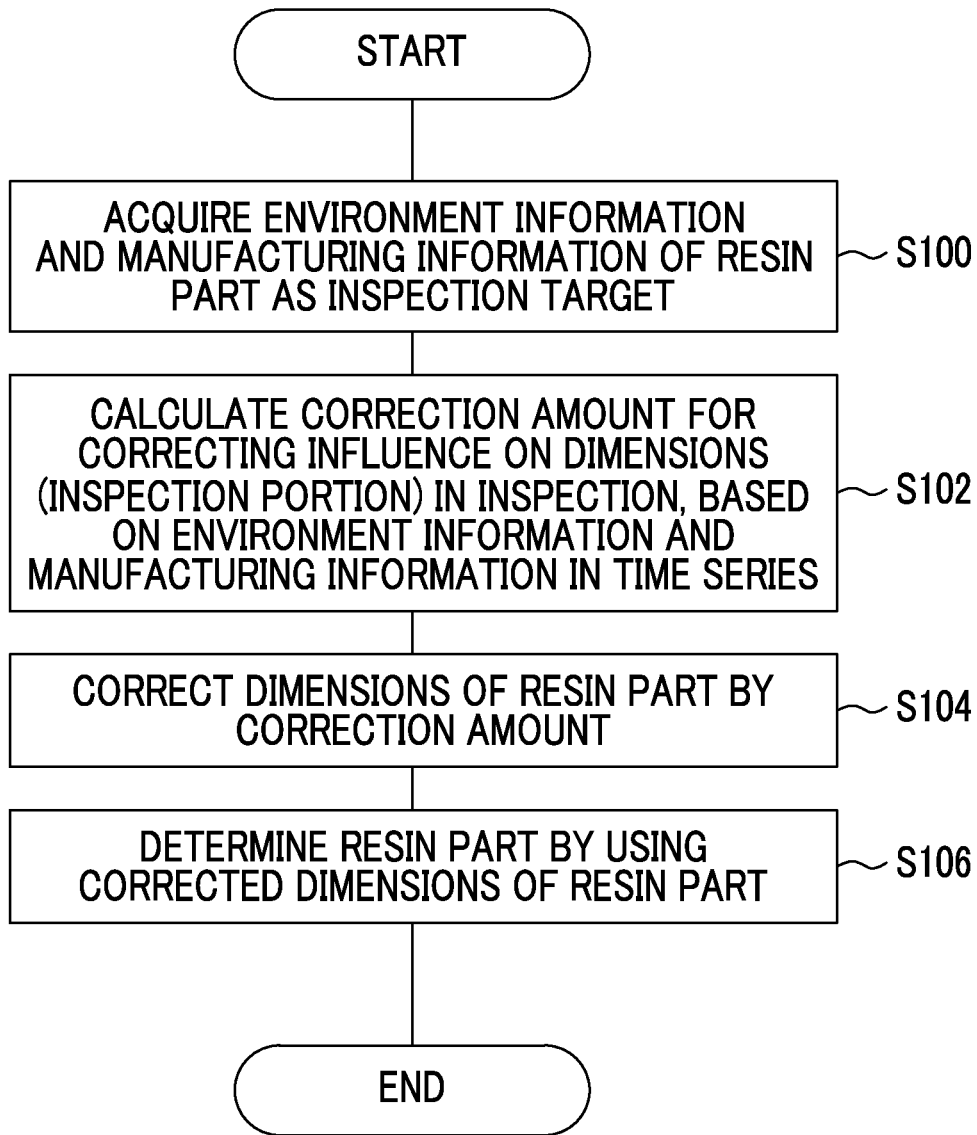 START
ACQUIRE ENVIRONMENT INFORMATION
AND MANUFACTURING INFORMATION OF RESIN
PART AS INSPECTION TARGET
S100
CALCULATE CORRECTION AMOUNT FOR
CORRECTING INFLUENCE ON DIMENSIONS
(INSPECTION PORTION) IN INSPECTION, BASED
ON ENVIRONMENT INFORMATION AND
MANUFACTURING INFORMATION IN TIME SERIES
S102
CORRECT DIMENSIONS OF RESIN PART BY
CORRECTION AMOUNT
S104
DETERMINE RESIN PART BY USING
CORRECTED DIMENSIONS OF RESIN PART
S106
END